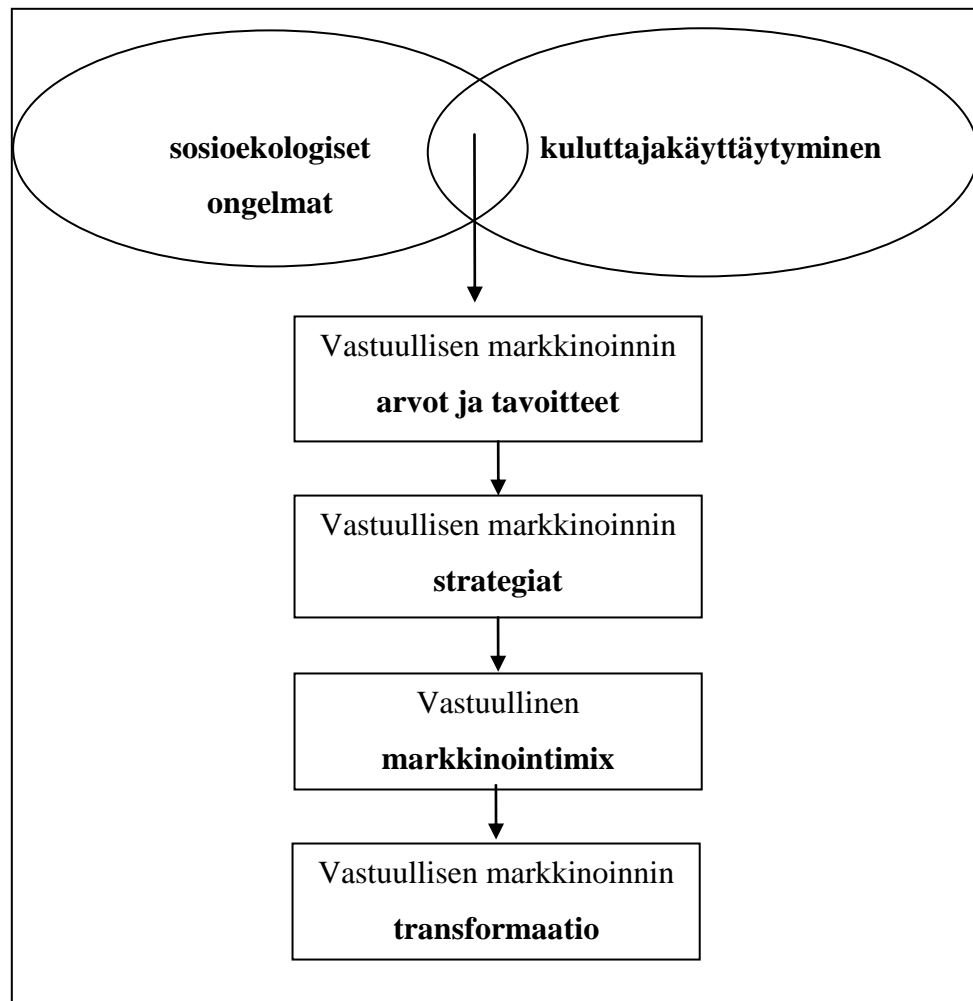 sosioekologiset
ongelmat
kuluttajakäyttäytyminen
Vastuullisen markkinoinnin
arvot ja tavoitteet
Vastuullisen markkinoinnin
strategiat
Vastuullinen
markkinointimix
Vastuullisen markkinoinnin
transformaatio